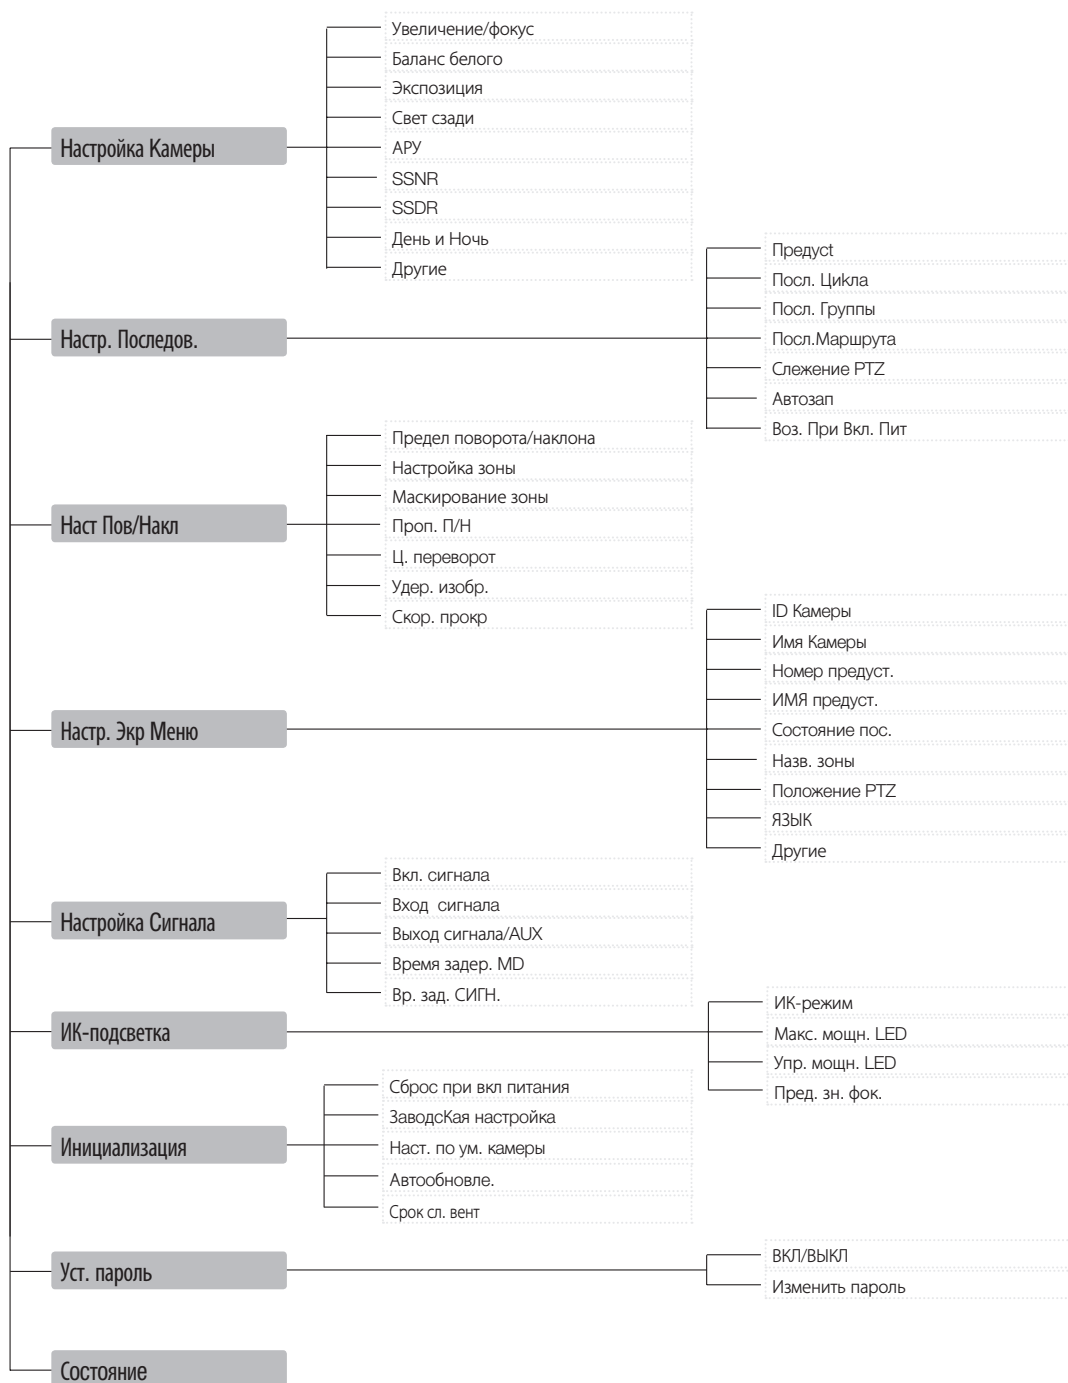 Настройка Камеры
Увеличение/фокус
Баланс белого
Экспозиция
Свет сзади
АРУ
SSNR
SSDR
День и Ночь
Другие
Настр. Последов.
Предусt
Посл. Циkла
Посл. Группы
Посл.Маршрута
Слежение PTZ
Автозап
Воз. При Вкл. Пит
Наст Пов/Накл
Предел поворота/наклона
Настройка зоны
Маскирование зоны
Проп. П/Н
Ц. переворот
Удер. изобр.
Скор. прокр
Настр. Экр Меню
ID Камеры
Имя Камеры
Номер предуст.
ИМЯ предуст.
Состояние пос.
Назв. зоны
Положение PTZ
ЯЗЫК
Другие
Настройка Сигнала
Вкл. сигнала
Вход сигнала
Выход сигнала/AUX
Время задер. MD
Вр. зад. СИГН.
ИК-подсветка
ИК-режим
Макс. мощн. LED
Упр. мощн. LED
Пред. зн. фок.
Инициализация
Сброс при вкл питания
ЗаводсКая настройка
Наст. по ум. камеры
Автообновле.
Срок сл. вент
Уст. пароль
ВКЛ/ВЫКЛ
Изменить пароль
Состояние